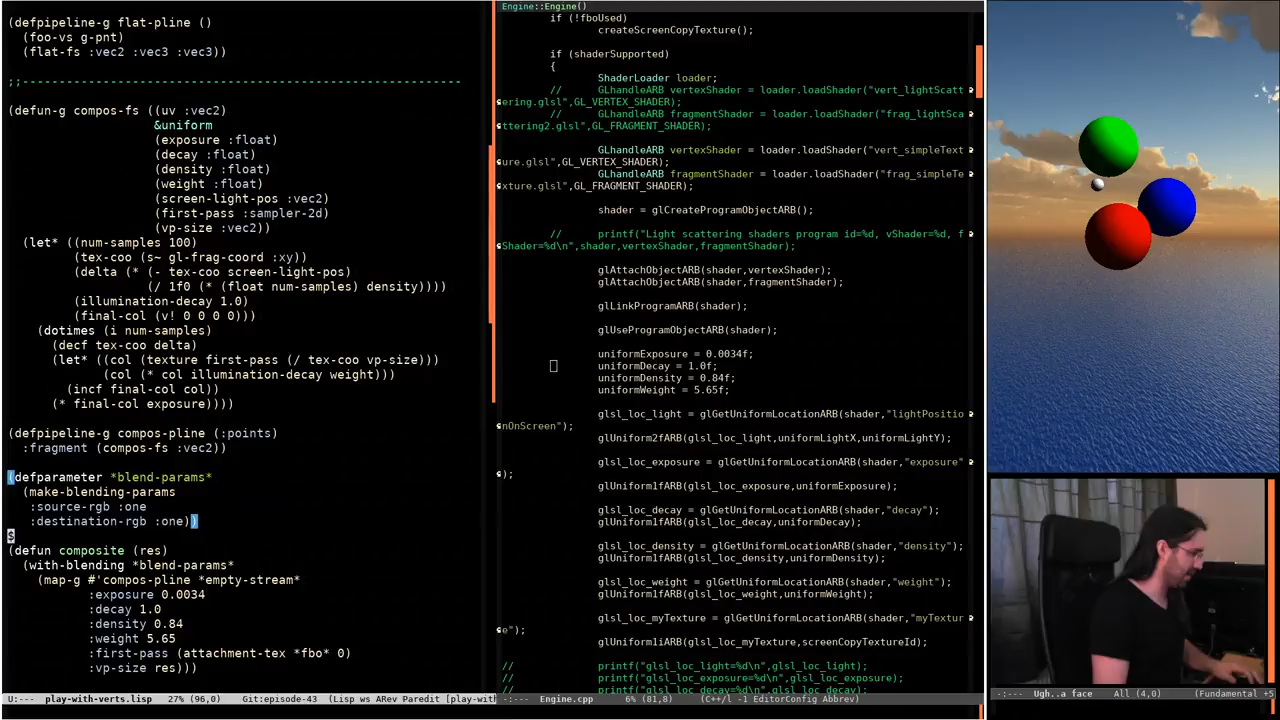 (defpipeline-g flat-pline ()
  (foo-vs g-pnt)
  (flat-fs :vec2 :vec3 :vec3))
;;------------------------------------------------------------
(defun-g compos-fs ((uv :vec2)
                    &uniform
                    (exposure :float)
                    (decay :float)
                    (density :float)
                    (weight :float)
                    (screen-light-pos :vec2)
                    (first-pass :sampler-2d)
                    (vp-size :vec2))
  (let* ((num-samples 100)
         (tex-coo (s~ gl-frag-coord :xy))
         (delta (* (- tex-coo screen-light-pos)
                   (/ 1f0 (* (float num-samples) density))))
         (illumination-decay 1.0)
         (final-col (v! 0 0 0 0)))
    (dotimes (i num-samples)
      (decf tex-coo delta)
      (let* ((col (texture first-pass (/ tex-coo vp-size)))
             (col (* col illumination-decay weight)))
        (incf final-col col))
      (* final-col exposure))))
(defpipeline-g compos-pline (:points)
  :fragment (compos-fs :vec2))
(defparameter *blend-params*
  (make-blending-params
   :source-rgb :one
   :destination-rgb :one))
$
(defun composite (res)
  (with-blending *blend-params*
    (map-g #'compos-pline *empty-stream*
           :exposure 0.0034
           :decay 1.0
           :density 0.84
           :weight 5.65
           :first-pass (attachment-tex *fbo* 0)
           :vp-size res)))
U:---  play-with-verts.lisp   27% (96,0)   Git:episode-43  (Lisp ws ARev Paredit [play-wit
Engine::Engine()
if (!fboUsed)
createScreenCopyTexture();
if (shaderSupported)
{
ShaderLoader loader;
//   GLhandleARB vertexShader = loader.loadShader("vert_lightScat
tering.glsl",GL_VERTEX_SHADER);
//   GLhandleARB fragmentShader = loader.loadShader("frag_lightSca
ttering2.glsl",GL_FRAGMENT_SHADER);
GLhandleARB vertexShader = loader.loadShader("vert_simpleText
ure.glsl",GL_VERTEX_SHADER);
GLhandleARB fragmentShader = loader.loadShader("frag_simpleTe
xture.glsl",GL_FRAGMENT_SHADER);
shader = glCreateProgramObjectARB();
//   printf("Light scattering shaders program id=%d, vShader=%d, f
Shader=%d\n",shader,vertexShader,fragmentShader);
glAttachObjectARB(shader,vertexShader);
glAttachObjectARB(shader,fragmentShader);
glLinkProgramARB(shader);
glUseProgramObjectARB(shader);
uniformExposure = 0.0034f;
uniformDecay = 1.0f;
uniformDensity = 0.84f;
uniformWeight = 5.65f;
glsl_loc_light = glGetUniformLocationARB(shader,"lightPositio
nOnScreen");
glUniform2fARB(glsl_loc_light,uniformLightX,uniformLightY);
glsl_loc_exposure = glGetUniformLocationARB(shader,"exposure"
);
glUniform1fARB(glsl_loc_exposure,uniformExposure);
glsl_loc_decay = glGetUniformLocationARB(shader,"decay");
glUniform1fARB(glsl_loc_decay,uniformDecay);
glsl_loc_density = glGetUniformLocationARB(shader,"density");
glUniform1fARB(glsl_loc_density,uniformDensity);
glsl_loc_weight = glGetUniformLocationARB(shader,"weight");
glUniform1fARB(glsl_loc_weight,uniformWeight);
glsl_loc_myTexture = glGetUniformLocationARB(shader,"myTextur
e");
glUniform1iARB(glsl_loc_myTexture,screenCopyTextureId);
//   printf("glsl_loc_light=%d\n",glsl_loc_light);
//   printf("glsl_loc_exposure=%d\n",glsl_loc_exposure);
//   printf("glsl_loc_decay=%d\n",glsl_loc_decay);
-:---  Engine.cpp   6% (81,8)   (C++/l -1 EditorConfig Abbrev)
-:---  Ugh..a face   All (4,0)   (Fundamental +5